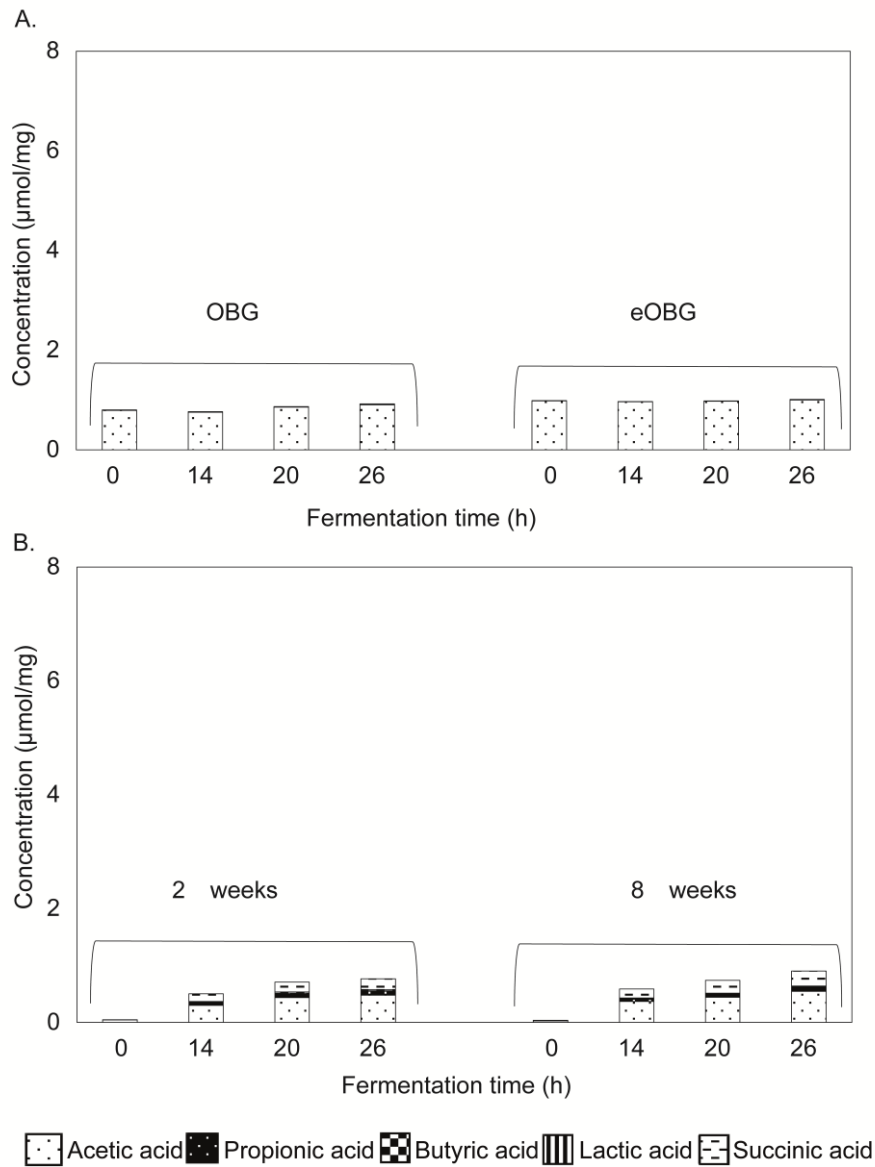 A.
8
6
4
2
0
Concentration (µmol/mg)
OBG
eOBG
0 14 20 26 0 14 20 26
Fermentation time (h)
B.
8
6
4
2
0
Concentration (µmol/mg)
2 weeks
8 weeks
0 14 20 26 0 14 20 26
Fermentation time (h)
Acetic acid Propionic acid Butyric acid Lactic acid Succinic acid